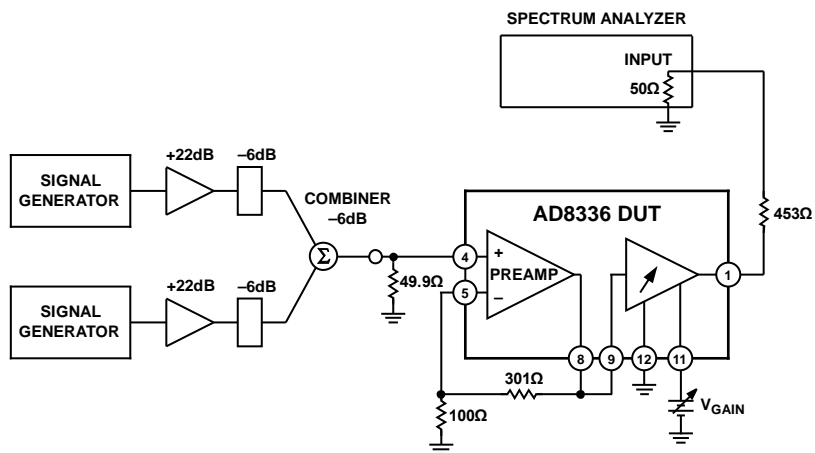 SPECTRUM ANALYZER
INPUT
50Ω
+22dB
–6dB
SIGNAL
GENERATOR
COMBINER
–6dB
Σ
AD8336 DUT
453Ω
4
+
PREAMP
1
49.9Ω
5
–
+22dB
–6dB
SIGNAL
GENERATOR
8
9
12
11
301Ω
100Ω
VGAIN